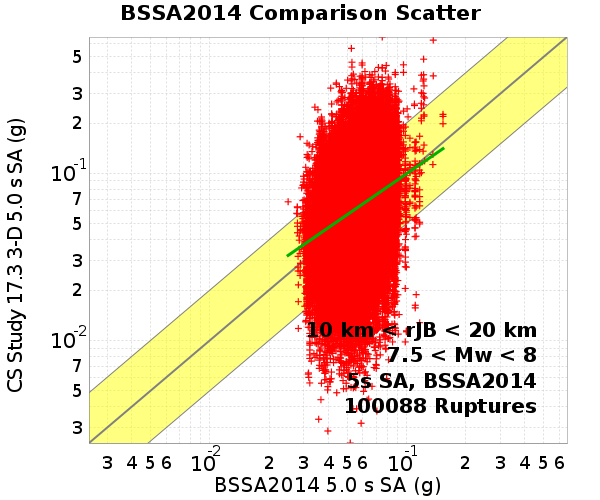 BSSA2014 Comparison Scatter
CS Study 17.3 3-D 5.0 s SA (g)
5
3
2
10-1
7
5
3
2
10-2
7
5
3
10 km < rJB < 20 km
7.5 < Mw < 8
5s SA, BSSA2014
100088 Ruptures
3 4 5 6 10-2 2 3 4 5 6 10-1 2 3 4 5 6
BSSA2014 5.0 s SA (g)